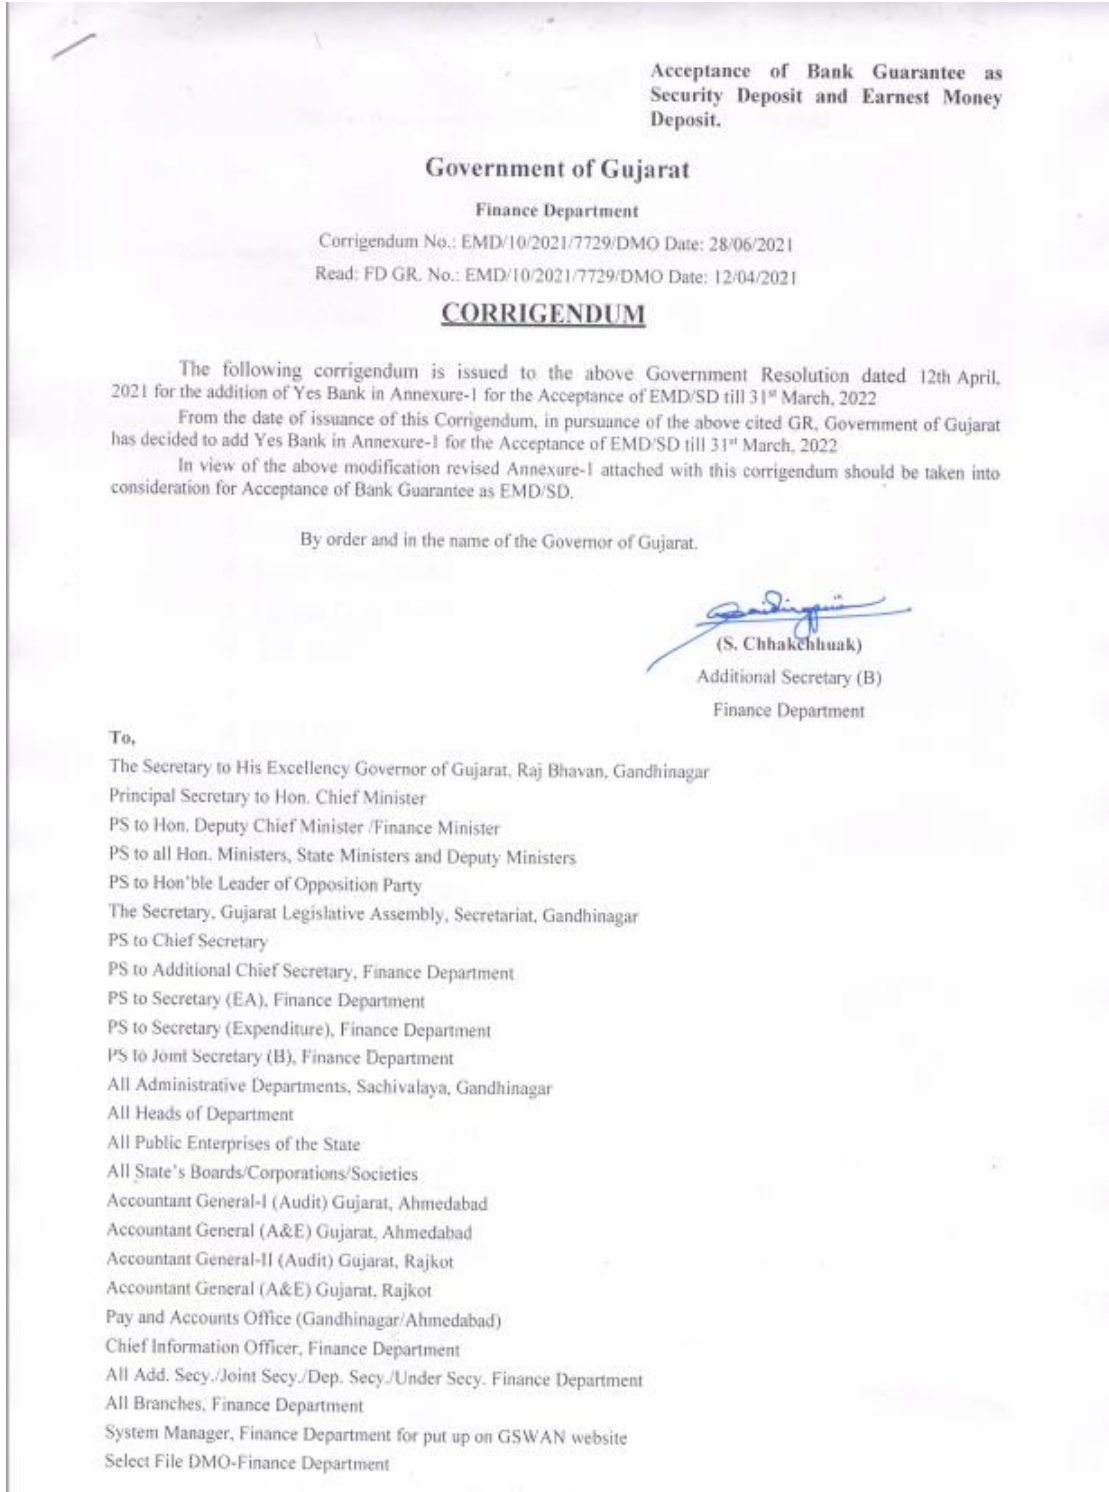 Acceptance of Bank Guarantee as
Security Deposit and Earnest Money
Deposit.
Government of Gujarat
Finance Department
Corrigendum No.: EMD/10/2021/7729/DMO Date: 28/06/2021
Read: FD GR. No.: EMD/10/2021/7729/DMO Date: 12/04/2021
CORRIGENDUM
The following corrigendum is issued to the above Government Resolution dated 12th April,
2021 for the addition of Yes Bank in Annexure-1 for the Acceptance of EMD/SD till 31st March, 2022
From the date of issuance of this Corrigendum, in pursuance of the above cited GR, Government of Gujarat
has decided to add Yes Bank in Annexure-1 for the Acceptance of EMD/SD till 31st March, 2022
In view of the above modification revised Annexure-1 attached with this corrigendum should be taken into
consideration for Acceptance of Bank Guarantee as EMD/SD.
By order and in the name of the Governor of Gujarat.
(S. Chhakchhuak)
Additional Secretary (B)
Finance Department
To,
The Secretary to His Excellency Governor of Gujarat, Raj Bhavan, Gandhinagar
Principal Secretary to Hon. Chief Minister
PS to Hon. Deputy Chief Minister /Finance Minister
PS to all Hon. Ministers, State Ministers and Deputy Ministers
PS to Hon'ble Leader of Opposition Party
The Secretary, Gujarat Legislative Assembly, Secretariat, Gandhinagar
PS to Chief Secretary
PS to Additional Chief Secretary, Finance Department
PS to Secretary (EA), Finance Department
PS to Secretary (Expenditure), Finance Department
PS to Joint Secretary (B), Finance Department
All Administrative Departments, Sachivalaya, Gandhinagar
All Heads of Department
All Public Enterprises of the State
All State's Boards/Corporations/Societies
Accountant General-I (Audit) Gujarat, Ahmedabad
Accountant General (A&E) Gujarat, Ahmedabad
Accountant General-II (Audit) Gujarat, Rajkot
Accountant General (A&E) Gujarat, Rajkot
Pay and Accounts Office (Gandhinagar/Ahmedabad)
Chief Information Officer, Finance Department
All Add. Secy./Joint Secy./Dep. Secy./Under Secy. Finance Department
All Branches, Finance Department
System Manager, Finance Department for put up on GSWAN website
Select File DMO-Finance Department